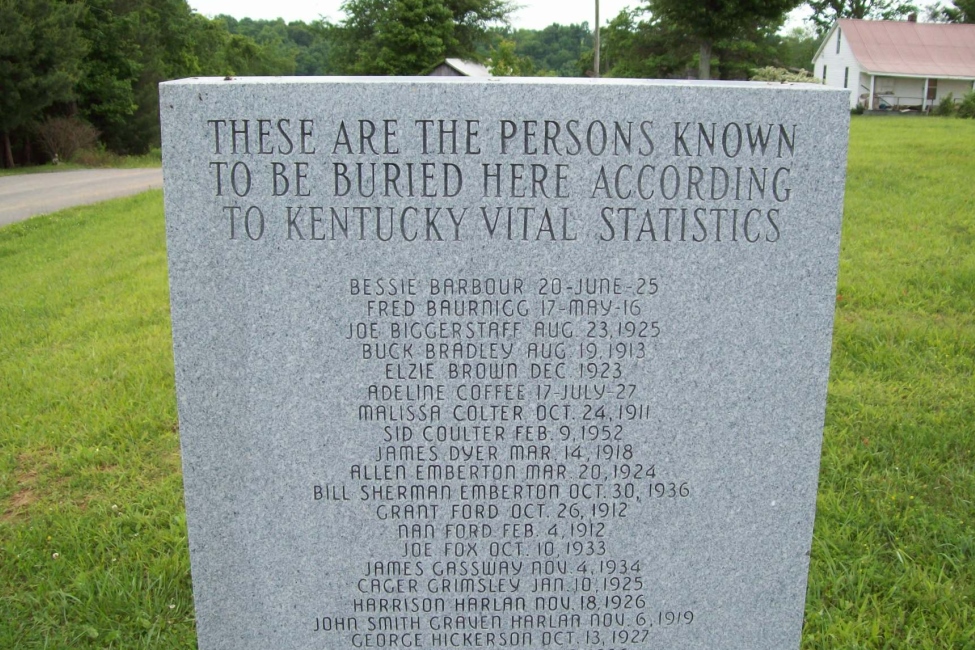 THESE ARE THE PERSONS KNOWN
TO BE BURIED HERE ACCORDING
TO KENTUCKY VITAL STATISTICS
BESSIE BARBOUR 20-JUNE-25
FRED BAURNIGG 17-MAY-16
JOE BIGGERSTAFF AUG. 23, 1925
BUCK BRADLEY AUG. 19, 1913
ELZIE BROWN DEC. 1923
ADELINE COFFEE 17-JULY-27
MALISSA COLTER OCT. 24, 1911
SID COULTER FEB. 9, 1952
JAMES DYER MAR. 14, 1918
ALLEN EMBERTON MAR. 20, 1924
BILL SHERMAN EMBERTON OCT. 30, 1936
GRANT FORD OCT. 26, 1912
NAN FORD FEB. 4, 1912
JOE FOX OCT. 10, 1933
JAMES GASSWAY NOV. 4, 1934
CAGER GRIMSLEY JAN. 10, 1925
HARRISON HARLAN NOV. 18, 1926
JOHN SMITH GRAVEN HARLAN NOV. 6, 1919
GEORGE HICKERSON OCT. 13, 1927